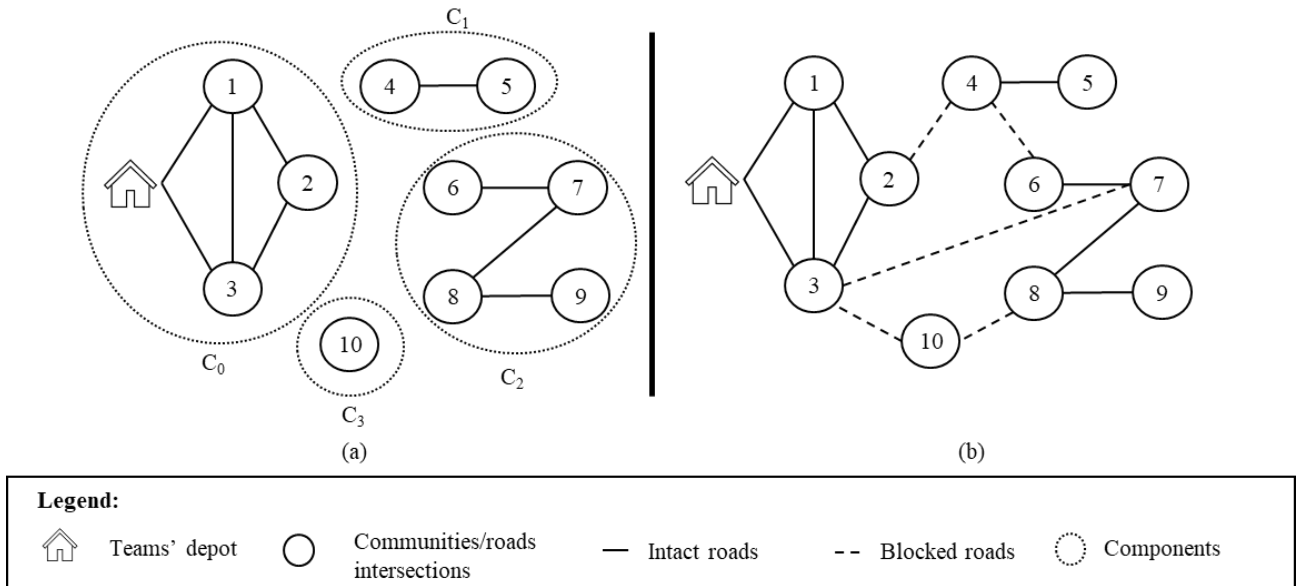 C₁
1
4
5
2
6
7
3
8
9
10
C₀
C₂
C₃
(a)
1
4
5
2
6
7
3
8
9
10
(b)
Legend:
Teams' depot
Communities/roads
intersections
Intact roads
Blocked roads
Components